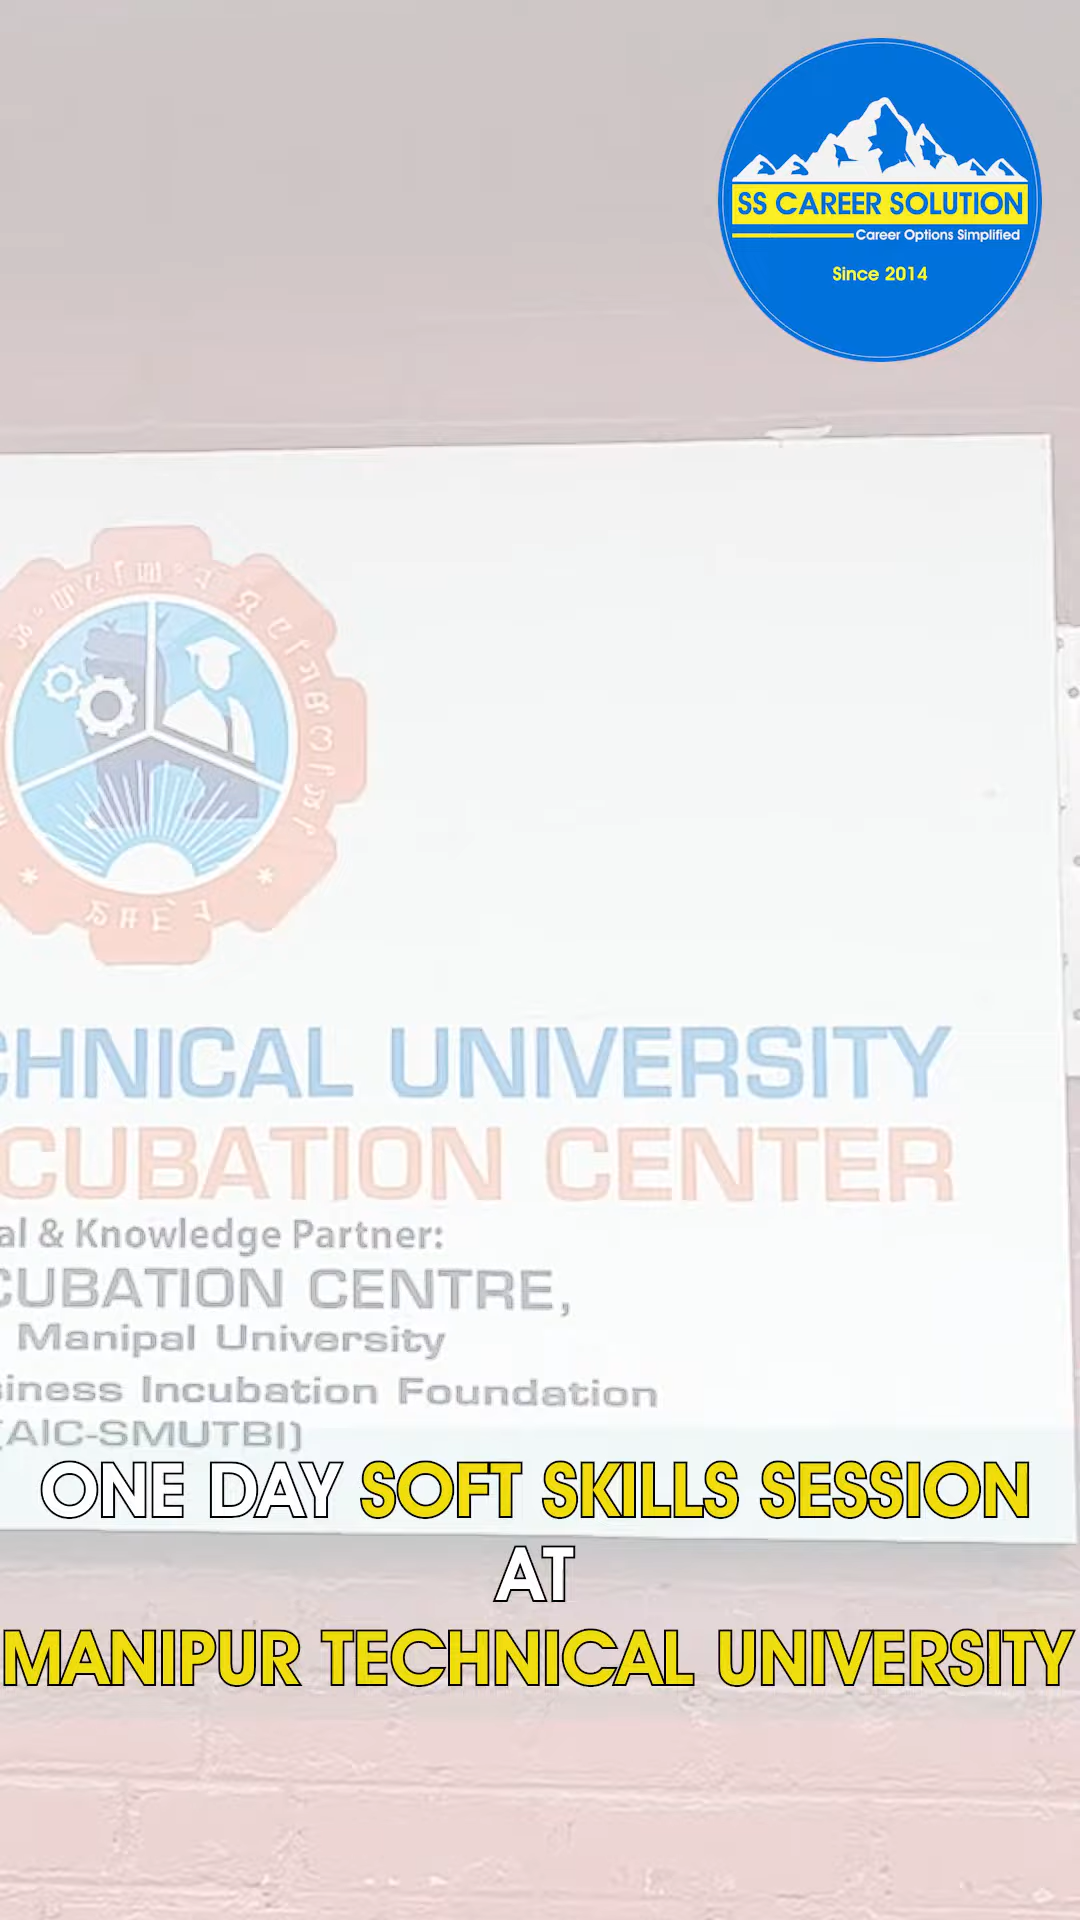 SS CAREER SOLUTION
Career Options Simplified
Since 2014
CHNICAL UNIVERSITY
CUBATION CENTER
al & Knowledge Partner:
CUBATION CENTRE,
Manipal University
siness Incubation Foundation
(AIC-SMUTBI)
ONE DAY SOFT SKILLS SESSION
AT
MANIPUR TECHNICAL UNIVERSITY